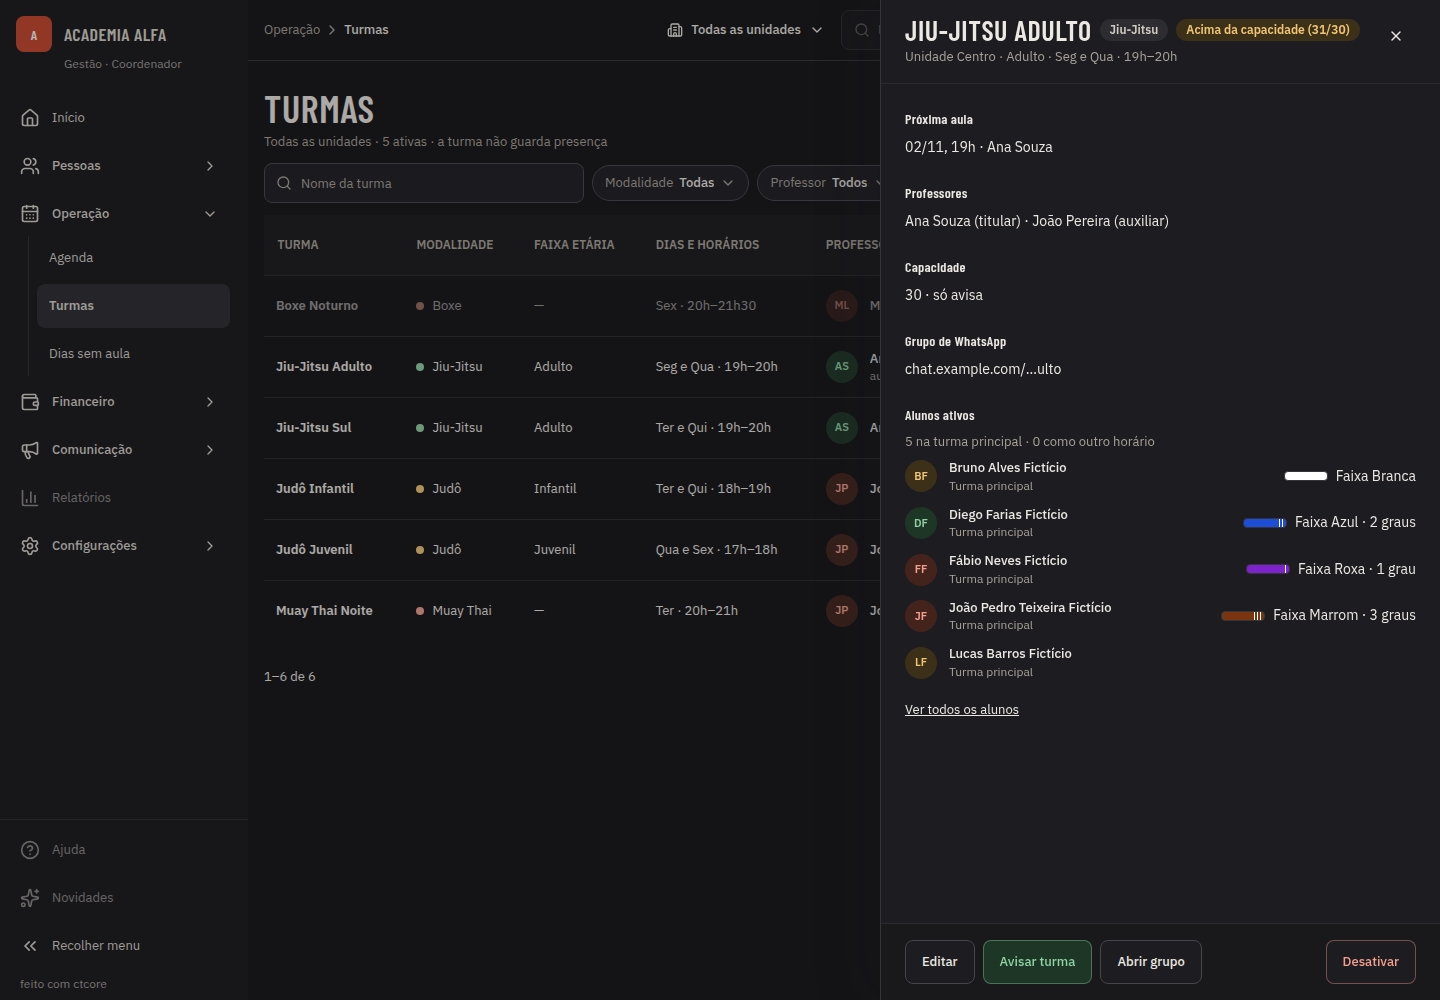 A
ACADEMIA ALFA
Gestão · Coordenador
Início
Pessoas
Operação
Agenda
Turmas
Dias sem aula
Financeiro
Comunicação
Relatórios
Configurações
Ajuda
Novidades
Recolher menu
feito com ctcore
Operação > Turmas
Todas as unidades
TURMAS
Todas as unidades · 5 ativas · a turma não guarda presença
Nome da turma
Modalidade Todas
Professor Todos
TURMA MODALIDADE FAIXA ETÁRIA DIAS E HORÁRIOS
Boxe Noturno Boxe — Sex · 20h–21h30 ML
Jiu-Jitsu Adulto Jiu-Jitsu Adulto Seg e Qua · 19h–20h AS
Jiu-Jitsu Sul Jiu-Jitsu Adulto Ter e Qui · 19h–20h AS
Judô Infantil Judô Infantil Ter e Qui · 18h–19h JP
Judô Juvenil Judô Juvenil Qua e Sex · 17h–18h JP
Muay Thai Noite Muay Thai — Ter · 20h–21h JP
1–6 de 6
JIU-JITSU ADULTO Jiu-Jitsu Acima da capacidade (31/30)
Unidade Centro · Adulto · Seg e Qua · 19h–20h
Próxima aula
02/11, 19h · Ana Souza
Professores
Ana Souza (titular) · João Pereira (auxiliar)
Capacidade
30 · só avisa
Grupo de WhatsApp
chat.example.com/...ulto
Alunos ativos
5 na turma principal · 0 como outro horário
BF Bruno Alves Fictício
Turma principal
Faixa Branca
DF Diego Farias Fictício
Turma principal
Faixa Azul · 2 graus
FF Fábio Neves Fictício
Turma principal
Faixa Roxa · 1 grau
JF João Pedro Teixeira Fictício
Turma principal
Faixa Marrom · 3 graus
LF Lucas Barros Fictício
Turma principal
Ver todos os alunos
Editar
Avisar turma
Abrir grupo
Desativar